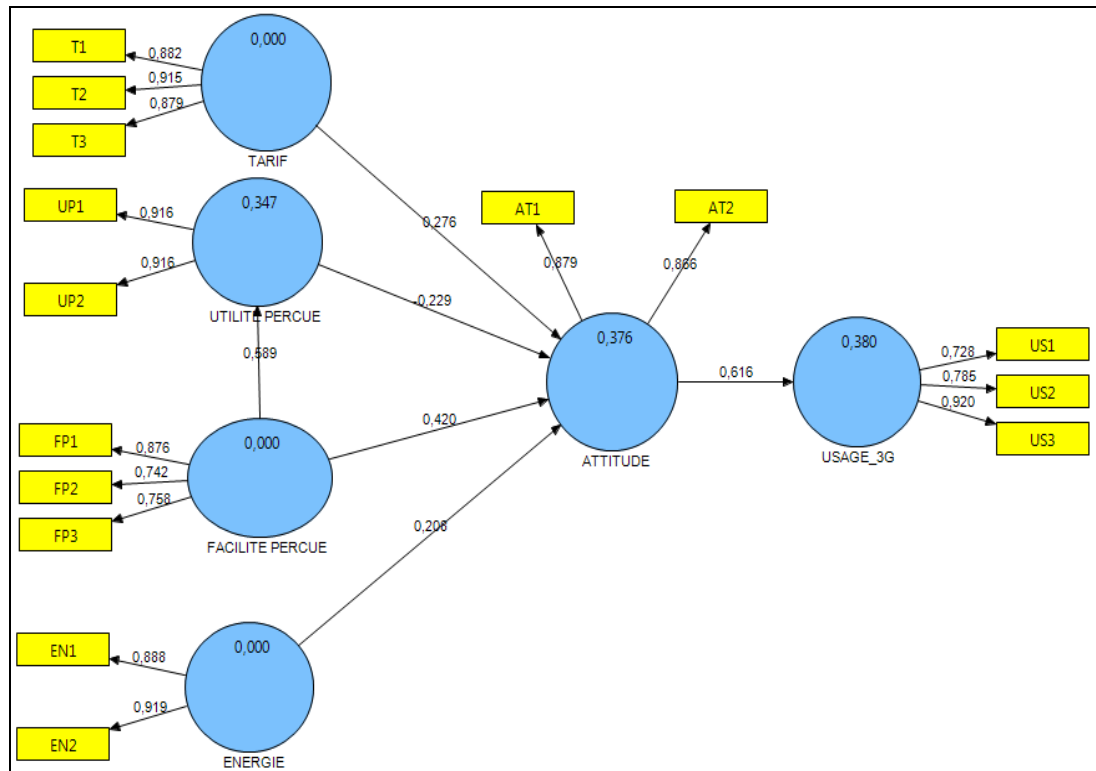 T1
0,882
T2
0,915
T3
0,879
0,000
TARIF
UP1
0,916
UP2
0,916
0,347
UTILITE PERCUE
0,276
-0,229
0,589
AT1
AT2
0,879
0,866
0,376
ATTITUDE
0,616
0,380
USAGE_3G
0,728
US1
0,785
US2
0,920
US3
FP1
0,876
FP2
0,742
FP3
0,758
0,000
FACILITE PERCUE
0,420
0,208
EN1
0,888
EN2
0,919
0,000
ENERGIE